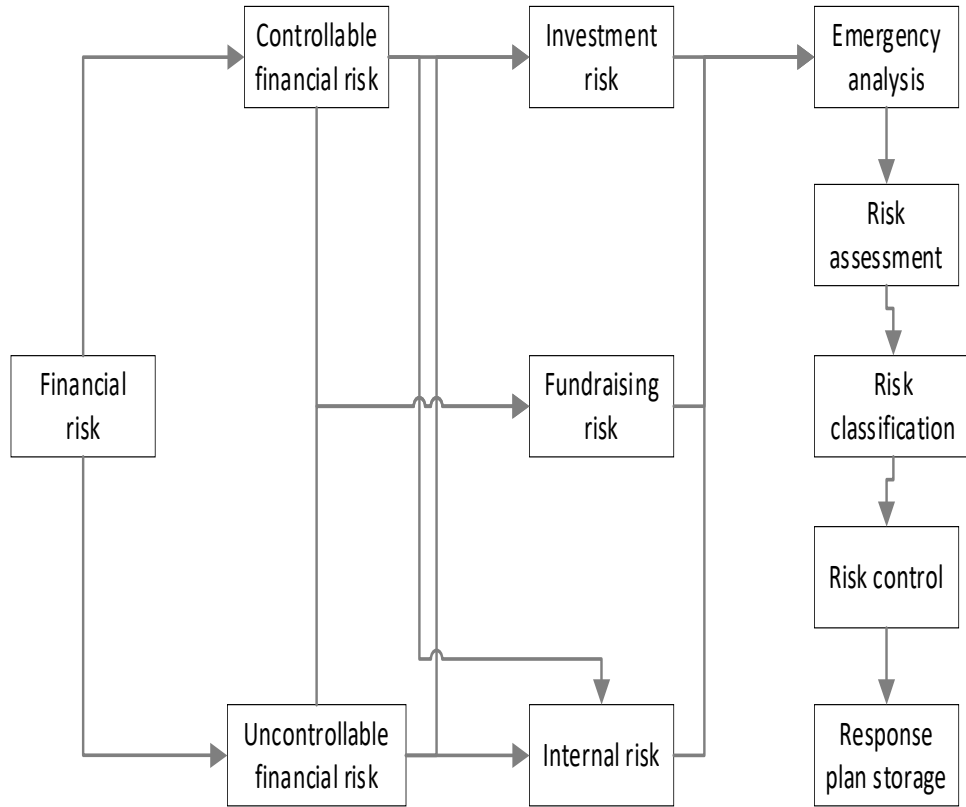 Controllable
financial risk
Investment
risk
Emergency
analysis
Risk
assessment
Financial
risk
Fundraising
risk
Risk
classification
Risk control
Uncontrollable
financial risk
Internal risk
Response
plan storage